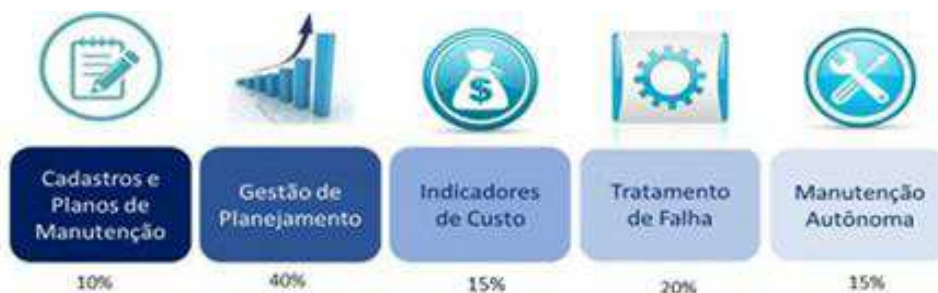 $
Cadastros e
Planos de
Manutenção
Gestão de
Planejamento
Indicadores
de Custo
Tratamento
de Falha
Manutenção
Autônoma
10%
40%
15%
20%
15%